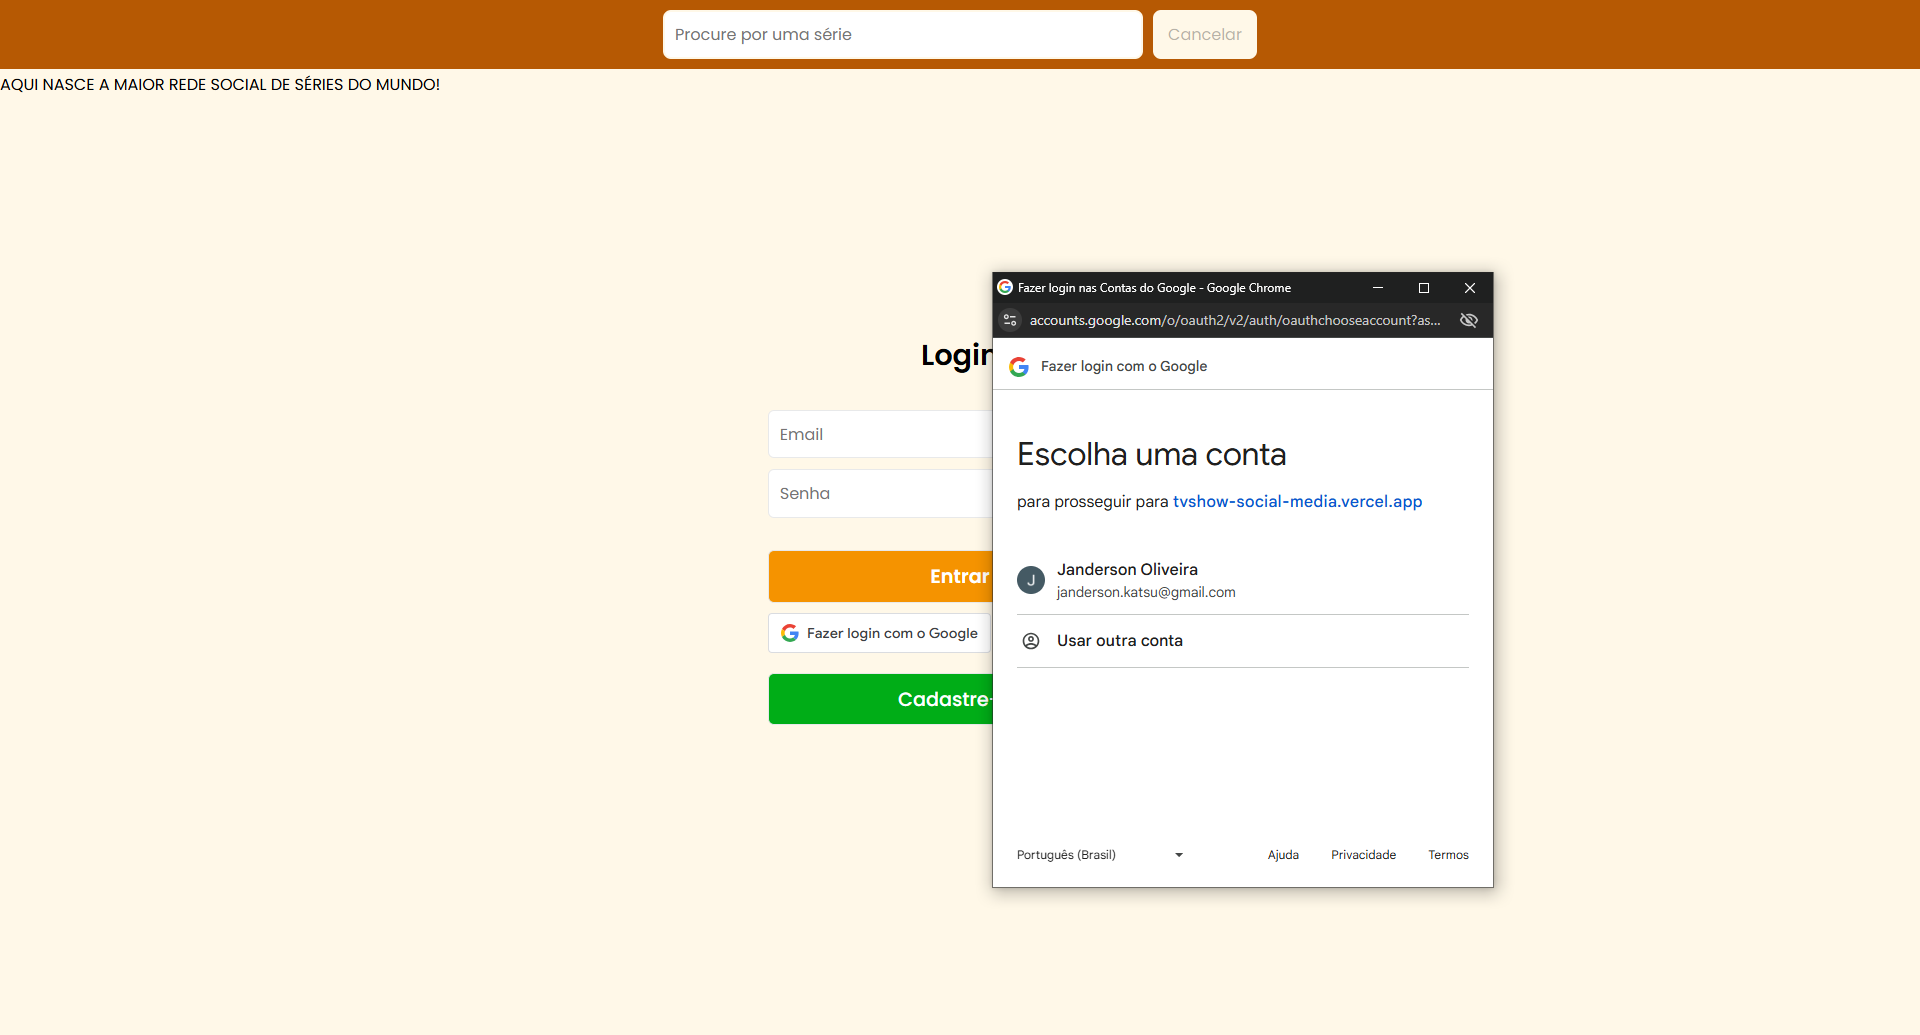 Procure por uma série
Cancelar
AQUI NASCE A MAIOR REDE SOCIAL DE SÉRIES DO MUNDO!
Login
Email
Senha
Entrar
Fazer login com o Google
Cadastre-
Fazer login nas Contas do Google - Google Chrome
accounts.google.com/o/oauth2/v2/auth/oauthchooseaccount?as...
Fazer login com o Google
Escolha uma conta
para prosseguir para tvshow-social-media.vercel.app
J
Janderson Oliveira
janderson.katsu@gmail.com
Usar outra conta
Português (Brasil)
Ajuda
Privacidade
Termos